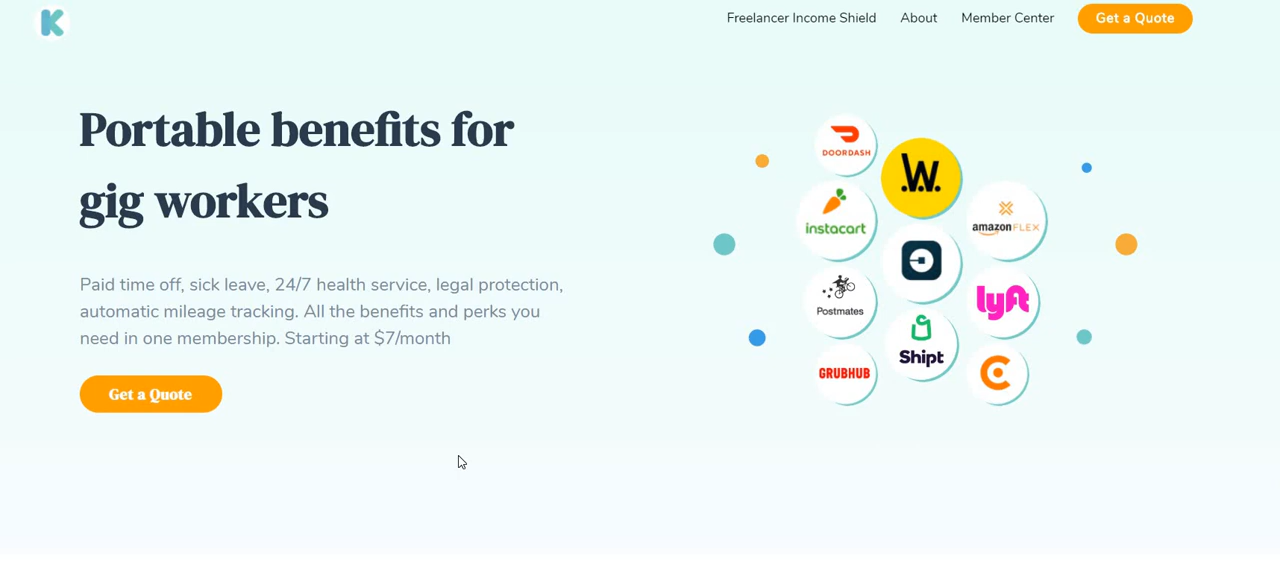 K
Freelancer Income Shield
About
Member Center
Get a Quote
Portable benefits for
gig workers
Paid time off, sick leave, 24/7 health service, legal protection,
automatic mileage tracking. All the benefits and perks you
need in one membership. Starting at $7/month
Get a Quote
DOORDASH
.W.
instacart
amazon FLEX
Postmates
lyft
Shipt
GRUBHUB
C